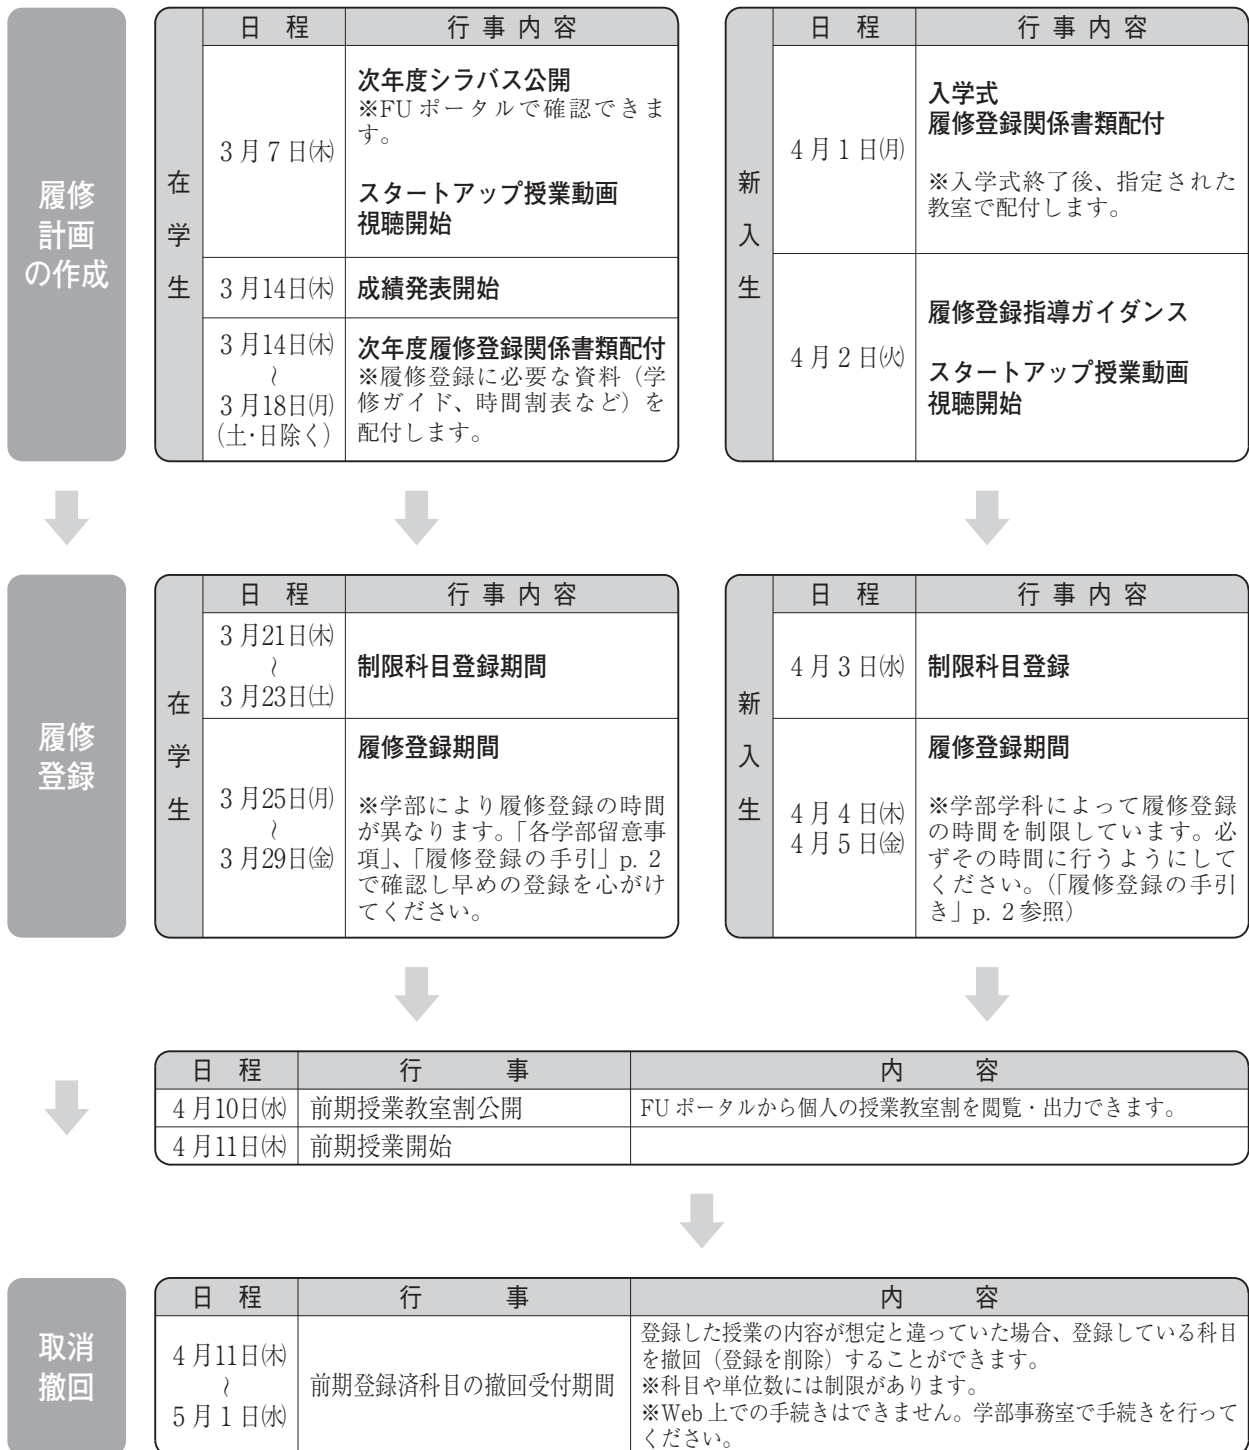 履修
計画
の作成
在学生
日 程 行事内容
3月7日㈭
次年度シラバス公開
※FUポータルで確認できま
す。
スタートアップ授業動画
視聴開始
3月14日㈭ 成績発表開始
3月14日㈭
〜
3月18日㈪
(土・日除く)
次年度履修登録関係書類配付
※履修登録に必要な資料（学
修ガイド、時間割表など）を
配付します。
新入生
日 程 行事内容
4月1日㈪
入学式
履修登録関係書類配付
※入学式終了後、指定された
教室で配付します。
4月2日㈫
履修登録指導ガイダンス
スタートアップ授業動画
視聴開始
履修
登録
在学生
日 程 行事内容
3月21日㈭
〜
3月23日㈯
制限科目登録期間
3月25日㈪
〜
3月29日㈮
履修登録期間
※学部により履修登録の時間
が異なります。「各学部留意事
項」、「履修登録の手引」p. 2
で確認し早めの登録を心がけ
てください。
新入生
日 程 行事内容
4月3日㈬ 制限科目登録
4月4日㈭
4月5日㈮
履修登録期間
※学部学科によって履修登録
の時間を制限しています。必
ずその時間に行うようにして
ください。（「履修登録の手引
き」p. 2参照）
日 程 行 事 内 容
4月10日㈬ 前期授業教室割公開 FUポータルから個人の授業教室割を閲覧・出力できます。
4月11日㈭ 前期授業開始
取消
撤回
日 程 行 事 内 容
4月11日㈭
〜
5月1日㈬
前期登録済科目の撤回受付期間
登録した授業の内容が想定と違っていた場合、登録している科目
を撤回（登録を削除）することができます。
※科目や単位数には制限があります。
※Web上での手続きはできません。学部事務室で手続きを行って
ください。